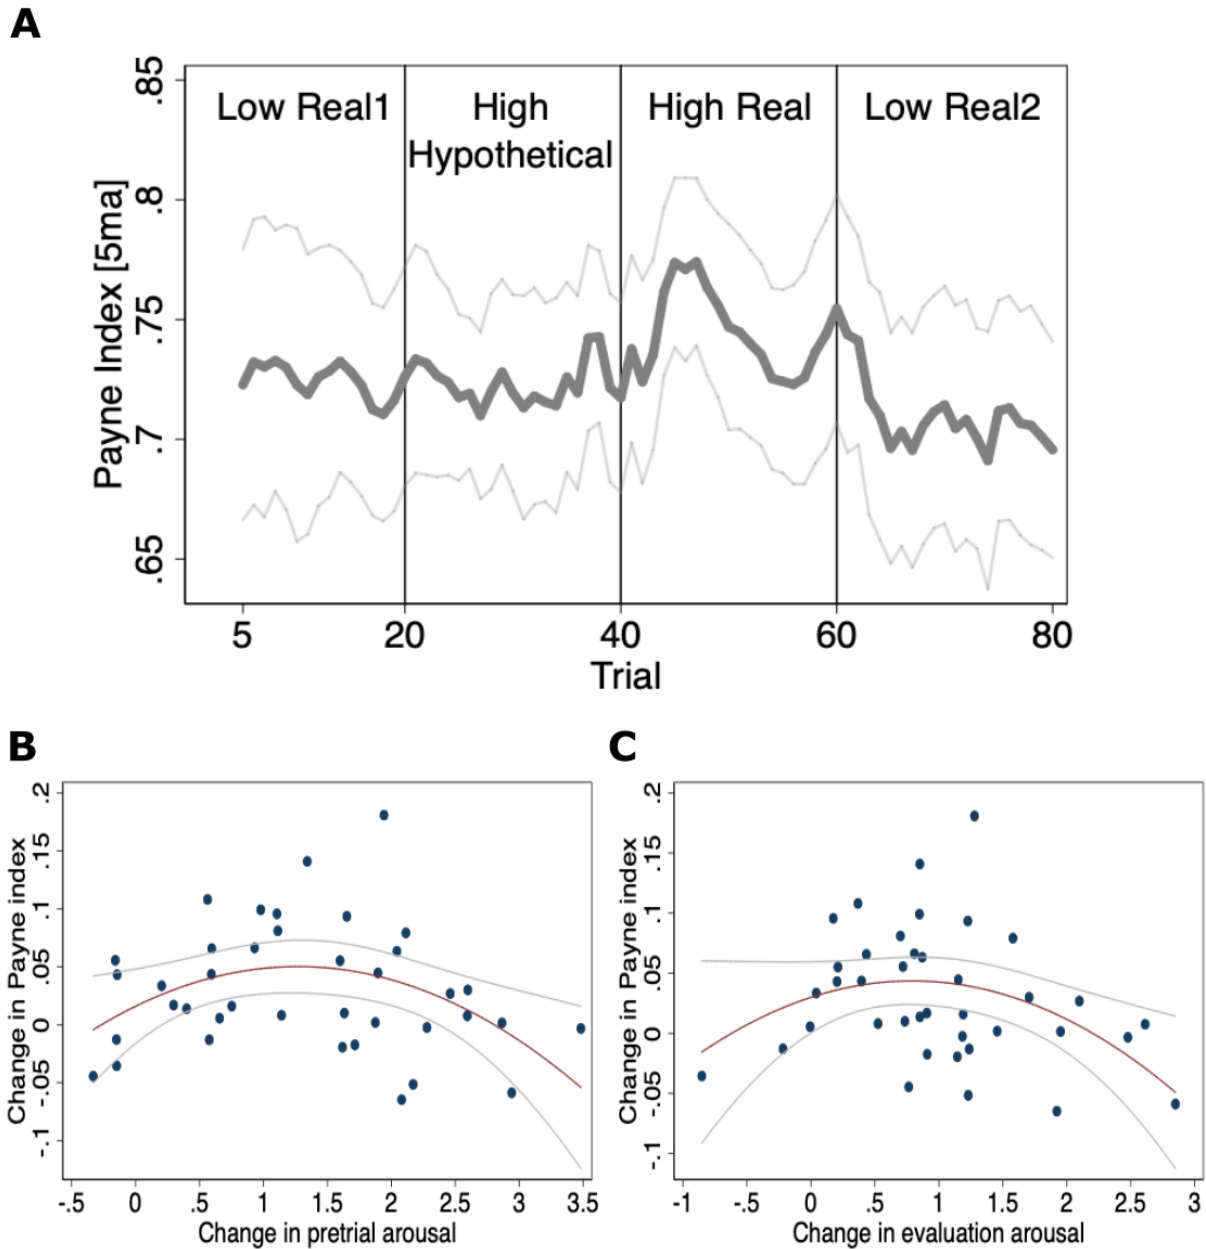 A
Payne Index [5ma]
.85
.8
.75
.7
.65
Low Real1
High
Hypothetical
High Real
Low Real2
5 20 40 60 80
Trial
B
Change in Payne index
.2
.15
.1
.05
0
-.05
-.1
-.5 0 .5 1 1.5 2 2.5 3 3.5
Change in pretrial arousal
C
Change in Payne index
.2
.15
.1
.05
0
-.05
-.1
-1 -.5 0 .5 1 1.5 2 2.5 3
Change in evaluation arousal